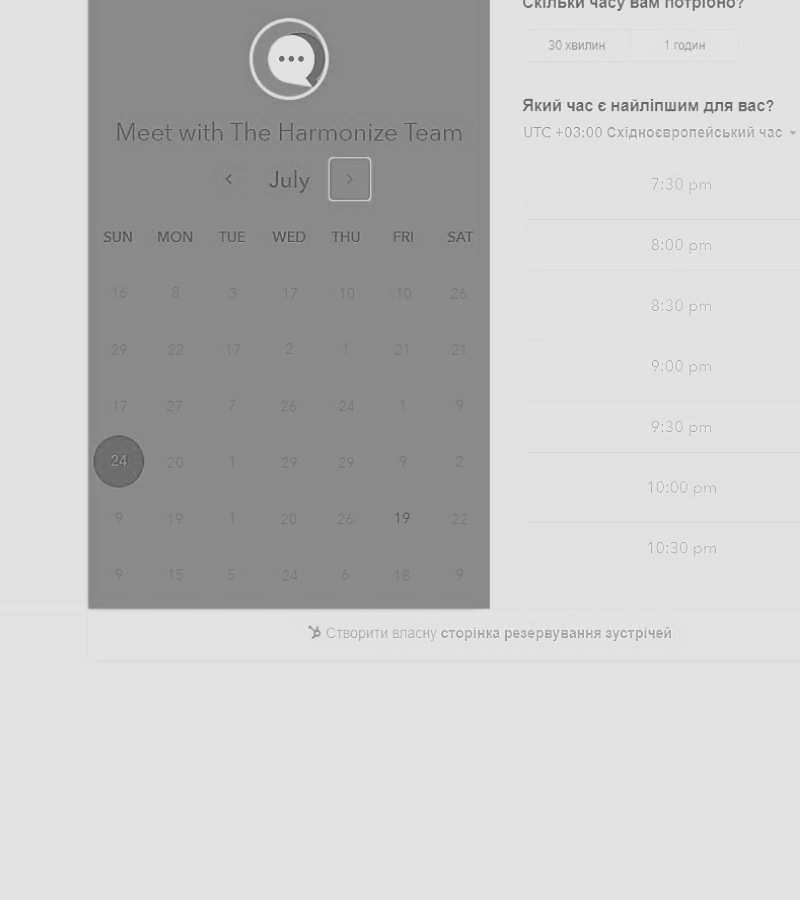 Meet with The Harmonize Team
July
SUN MON TUE WED THU FRI SAT
16 8 3 17 10 10 26
29 22 17 2 1 21 21
17 27 7 26 24 1 9
24 20 1 29 29 9 2
9 19 1 20 26 19 22
9 15 5 24 6 18 9
Скільки часу вам потрібно?
30 хвилин 1 годин
Який час є найліпшим для вас?
UTC +03:00 Східноєвропейський час
7:30 pm
8:00 pm
8:30 pm
9:00 pm
9:30 pm
10:00 pm
10:30 pm
Створити власну сторінка резервування зустрічей